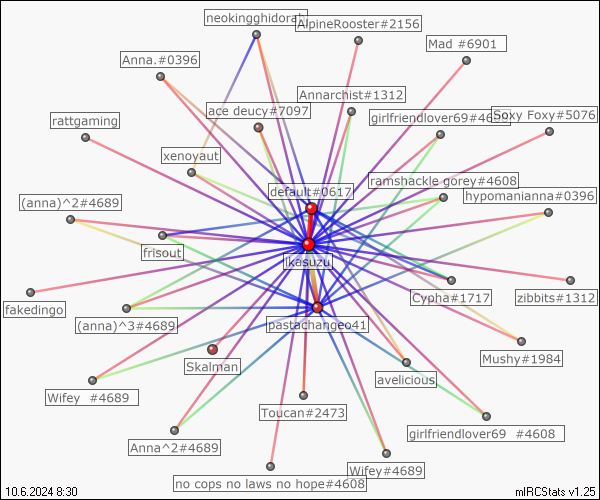 neokingghidorah
AlpineRooster#2156
Mad #6901
Anna.#0396
Annarchist#1312
ace deucy#7097
girlfriendlover69#4608
Soxy Foxy#5076
rattgaming
xenoyaut
default#0617
ramshackle gorey#4608
hypomanianna#0396
(anna)^2#4689
frisout
ikasuzu
fakedingo
Cypha#1717
zibbits#1312
(anna)^3#4689
pastachangeo41
Mushy#1984
Skalman
avelicious
Wifey #4689
Toucan#2473
girlfriendlover69 #4608
Anna^2#4689
Wifey#4689
no cops no laws no hope#4608
10.6.2024 8:30
mIRCStats v1.25